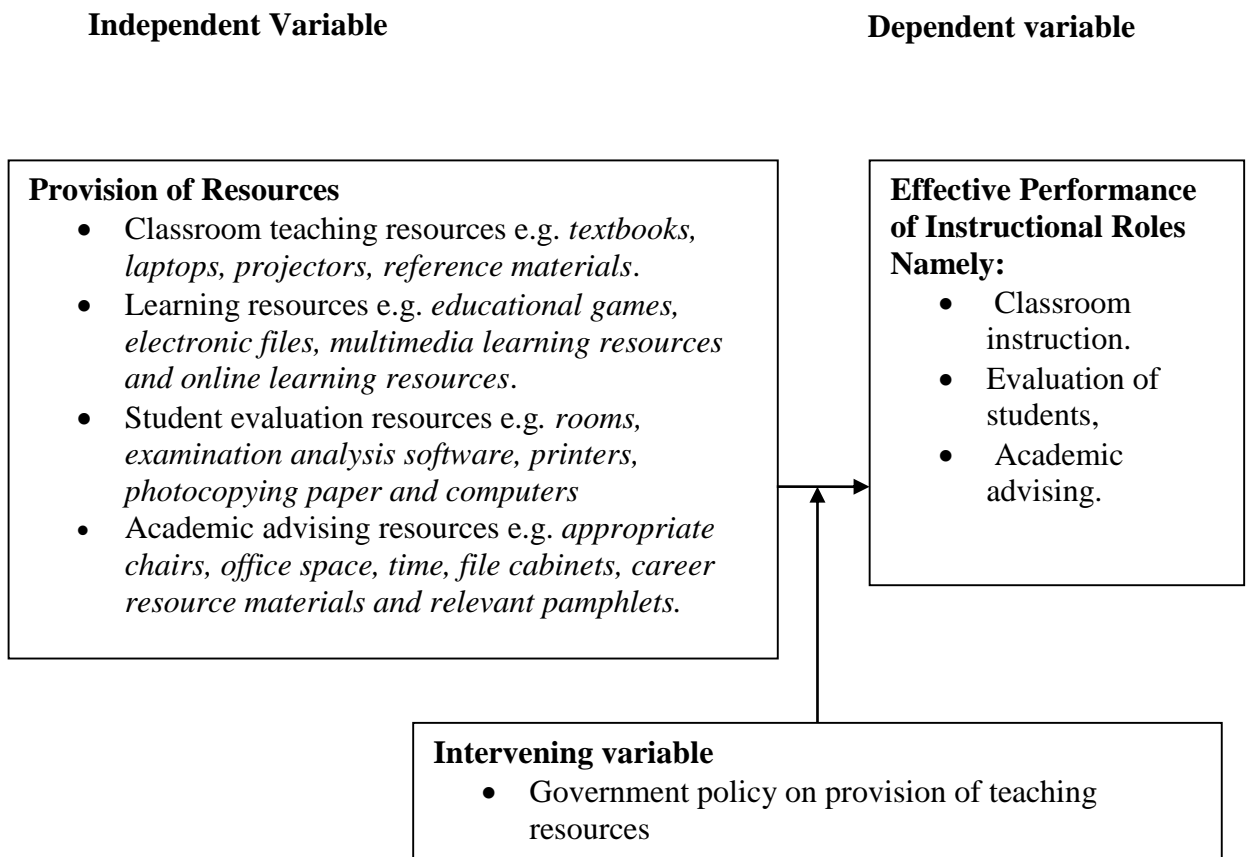 Independent Variable
Dependent variable
Provision of Resources
• Classroom teaching resources e.g. textbooks,
laptops, projectors, reference materials.
• Learning resources e.g. educational games,
electronic files, multimedia learning resources
and online learning resources.
• Student evaluation resources e.g. rooms,
examination analysis software, printers,
photocopying paper and computers
• Academic advising resources e.g. appropriate
chairs, office space, time, file cabinets, career
resource materials and relevant pamphlets.
Effective Performance
of Instructional Roles
Namely:
• Classroom
instruction.
• Evaluation of
students,
• Academic
advising.
Intervening variable
• Government policy on provision of teaching
resources